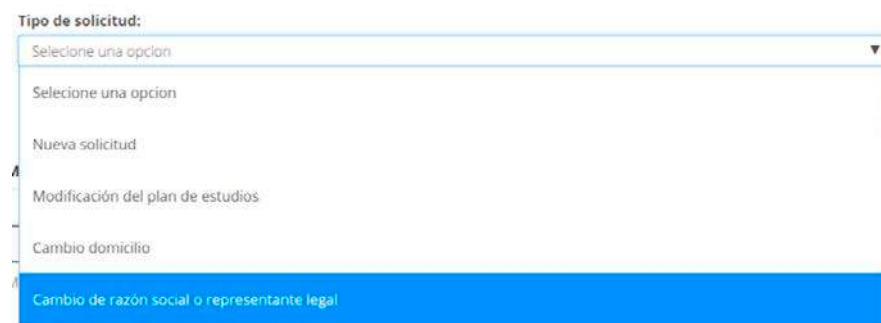 Tipo de solicitud:
Selecione una opcion
Selecione una opcion
Nueva solicitud
Modificación del plan de estudios
Cambio domicilio
Cambio de razón social o representante legal